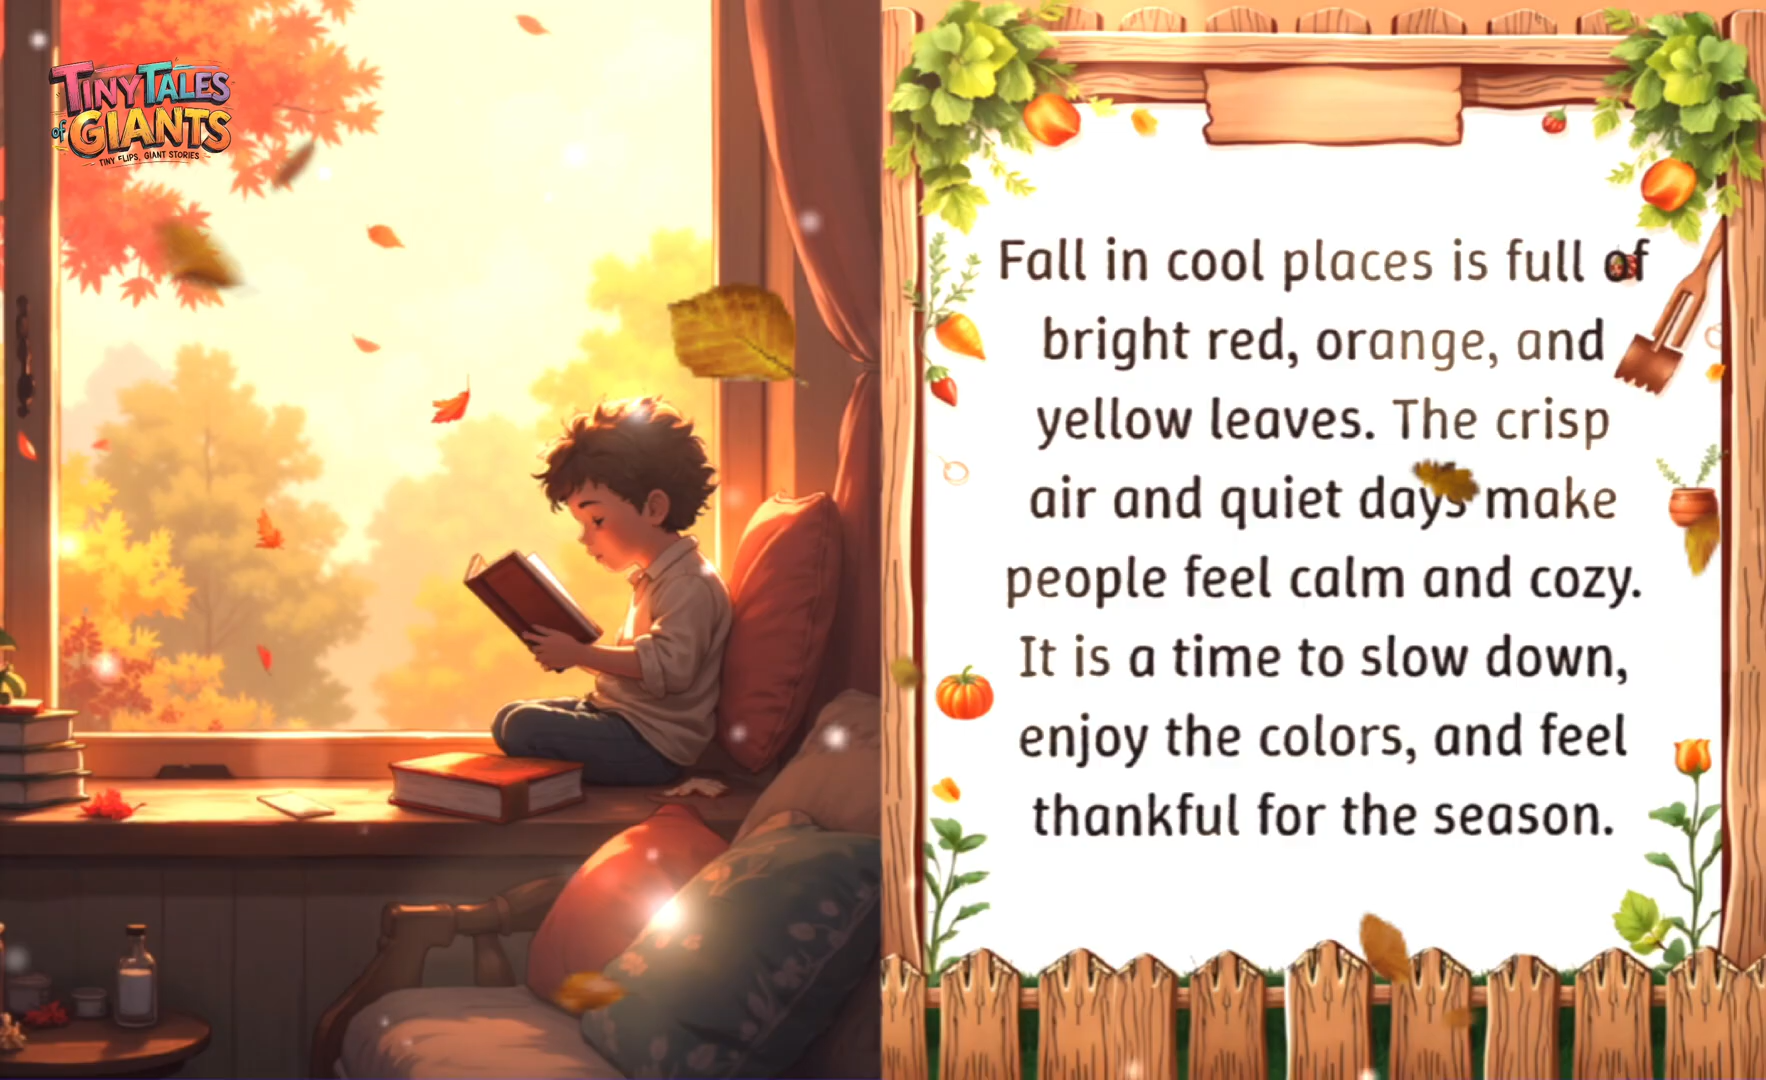 TINY TALES
of GIANTS
TINY FLIPS, GIANT STORIES
Fall in cool places is full of
bright red, orange, and
yellow leaves. The crisp
air and quiet days make
people feel calm and cozy.
It is a time to slow down,
enjoy the colors, and feel
thankful for the season.